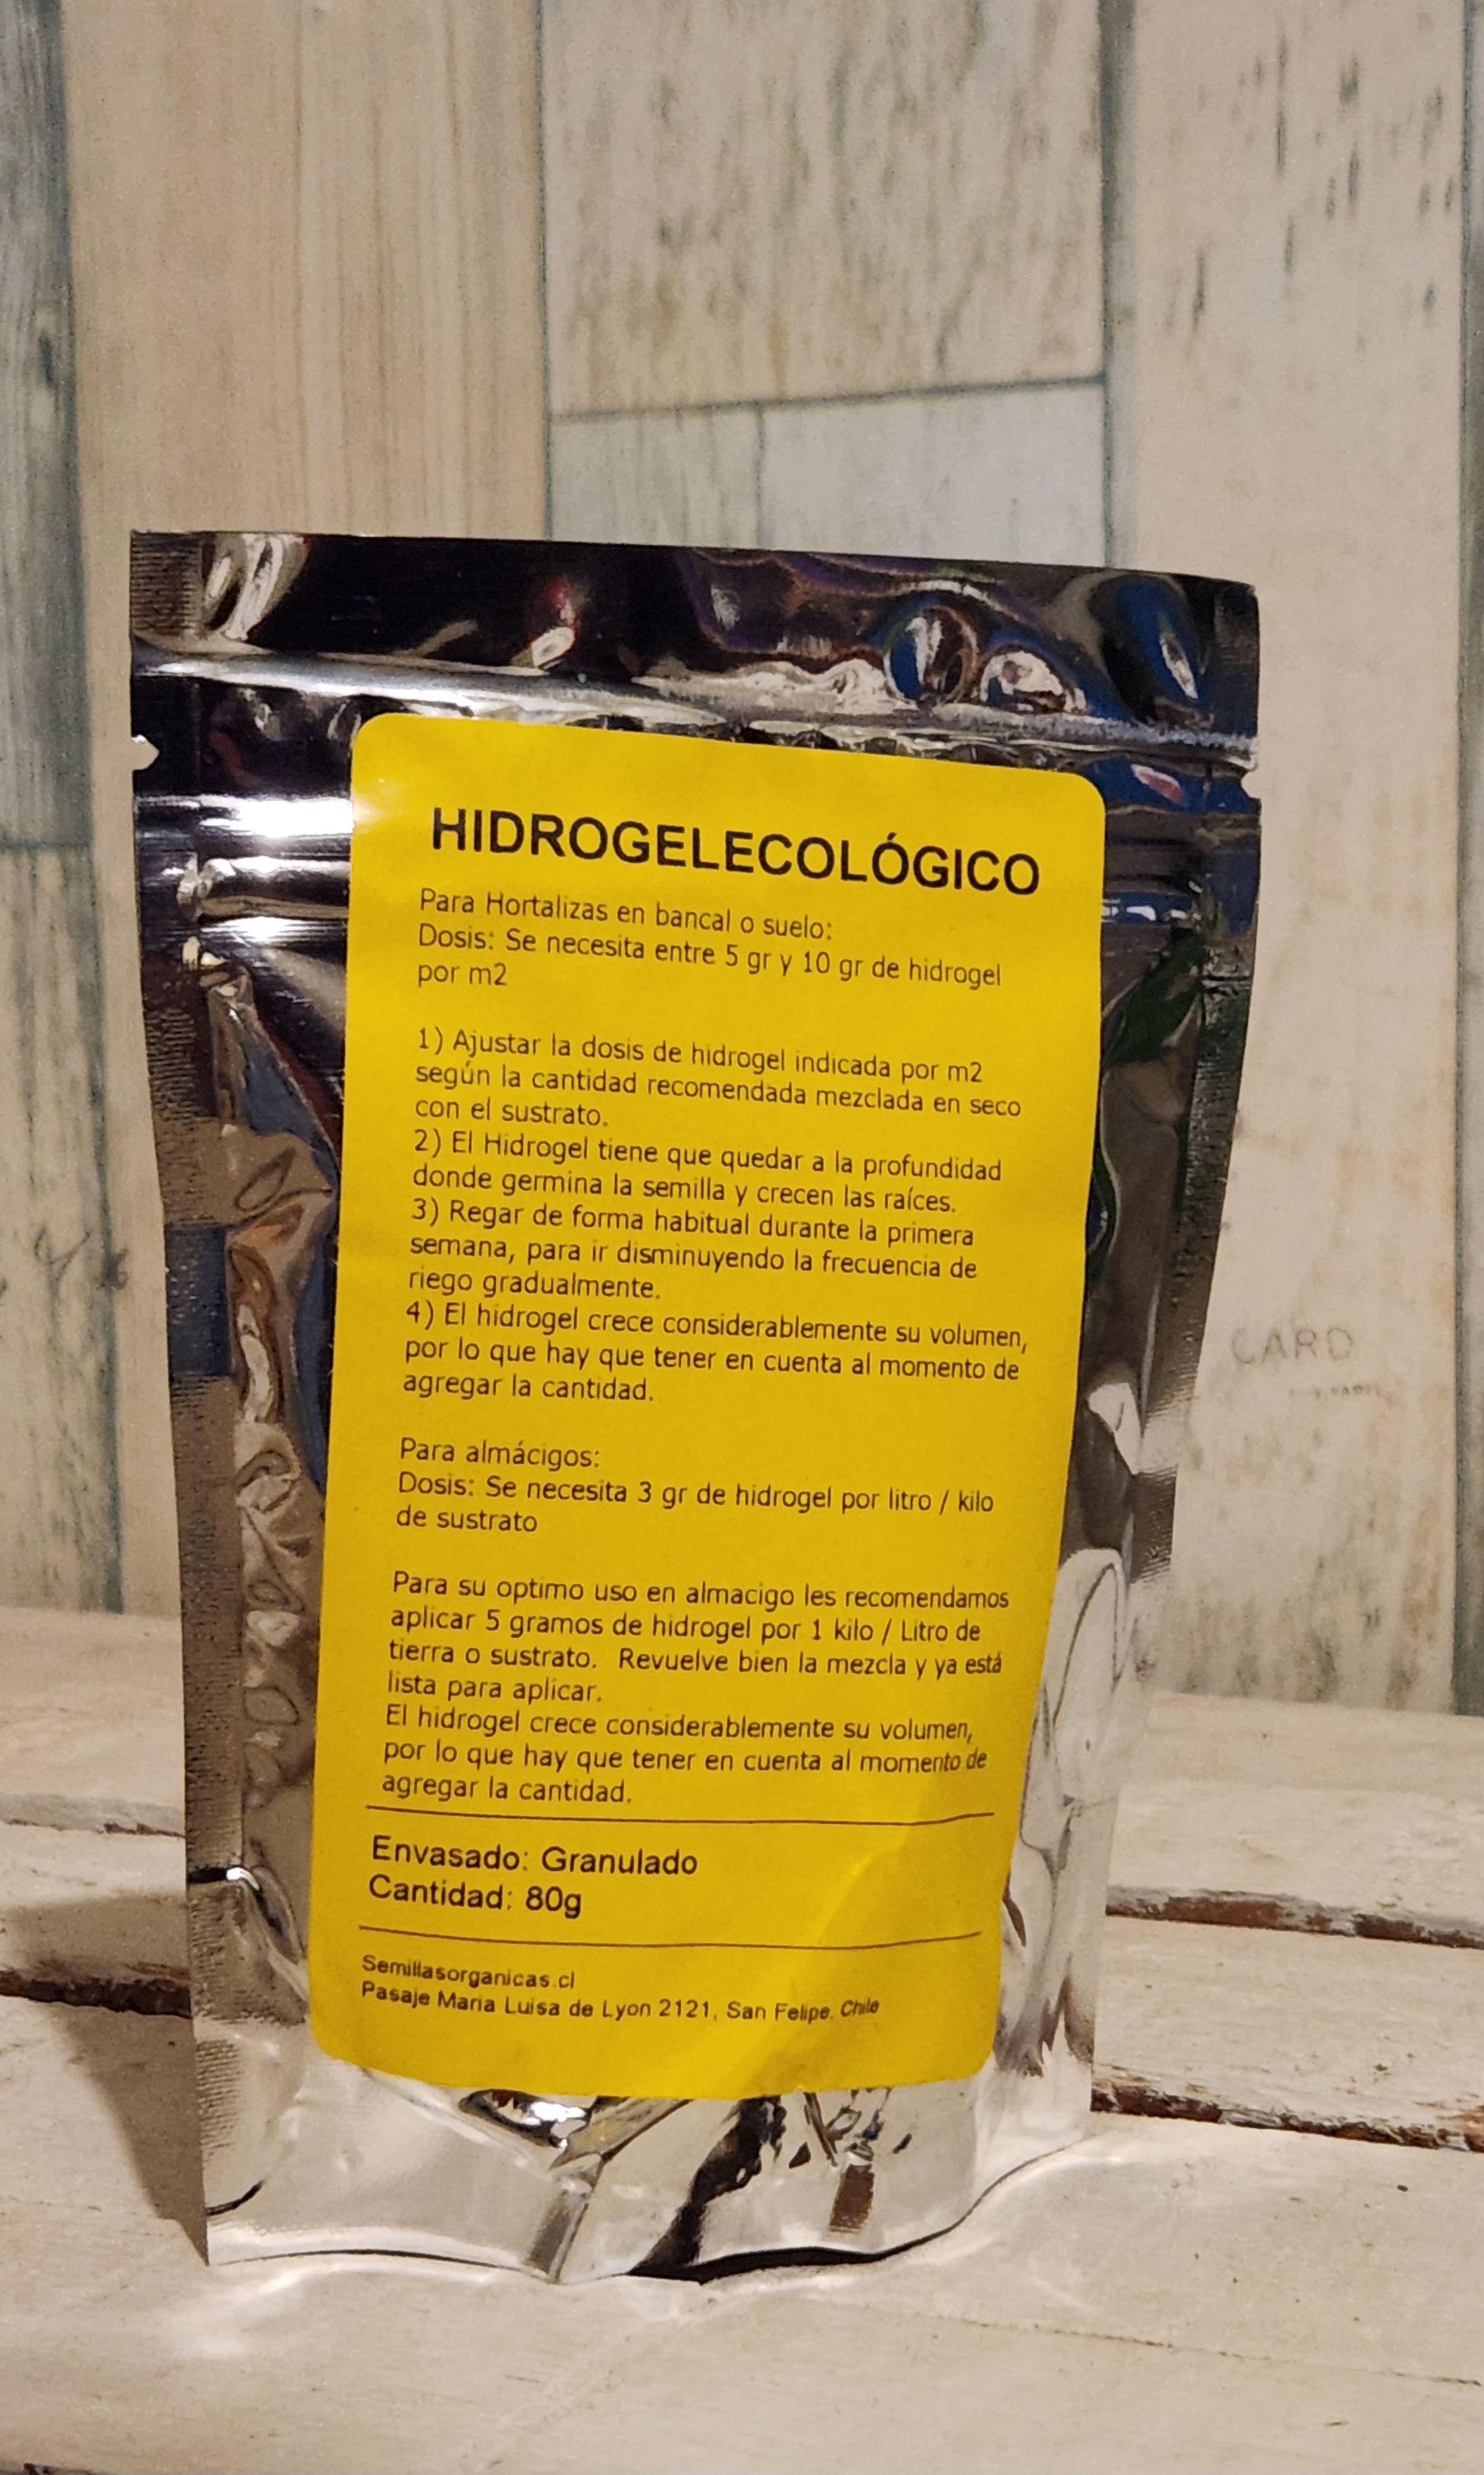 HIDROGELECOLÓGICO
Para Hortalizas en bancal o suelo:
Dosis: Se necesita entre 5 gr y 10 gr de hidrogel
por m2
1) Ajustar la dosis de hidrogel indicada por m2
según la cantidad recomendada mezclada en seco
con el sustrato.
2) El Hidrogel tiene que quedar a la profundidad
donde germina la semilla y crecen las raíces.
3) Regar de forma habitual durante la primera
semana, para ir disminuyendo la frecuencia de
riego gradualmente.
4) El hidrogel crece considerablemente su volumen,
por lo que hay que tener en cuenta al momento de
agregar la cantidad.
Para almácigos:
Dosis: Se necesita 3 gr de hidrogel por litro / kilo
de sustrato
Para su optimo uso en almacigo les recomendamos
aplicar 5 gramos de hidrogel por 1 kilo / Litro de
tierra o sustrato. Revuelve bien la mezcla y ya está
lista para aplicar.
El hidrogel crece considerablemente su volumen,
por lo que hay que tener en cuenta al momento de
agregar la cantidad.
Envasado: Granulado
Cantidad: 80g
Semillasorganicas.cl
Pasaje Maria Luisa de Lyon 2121, San Felipe, Chile
CARD